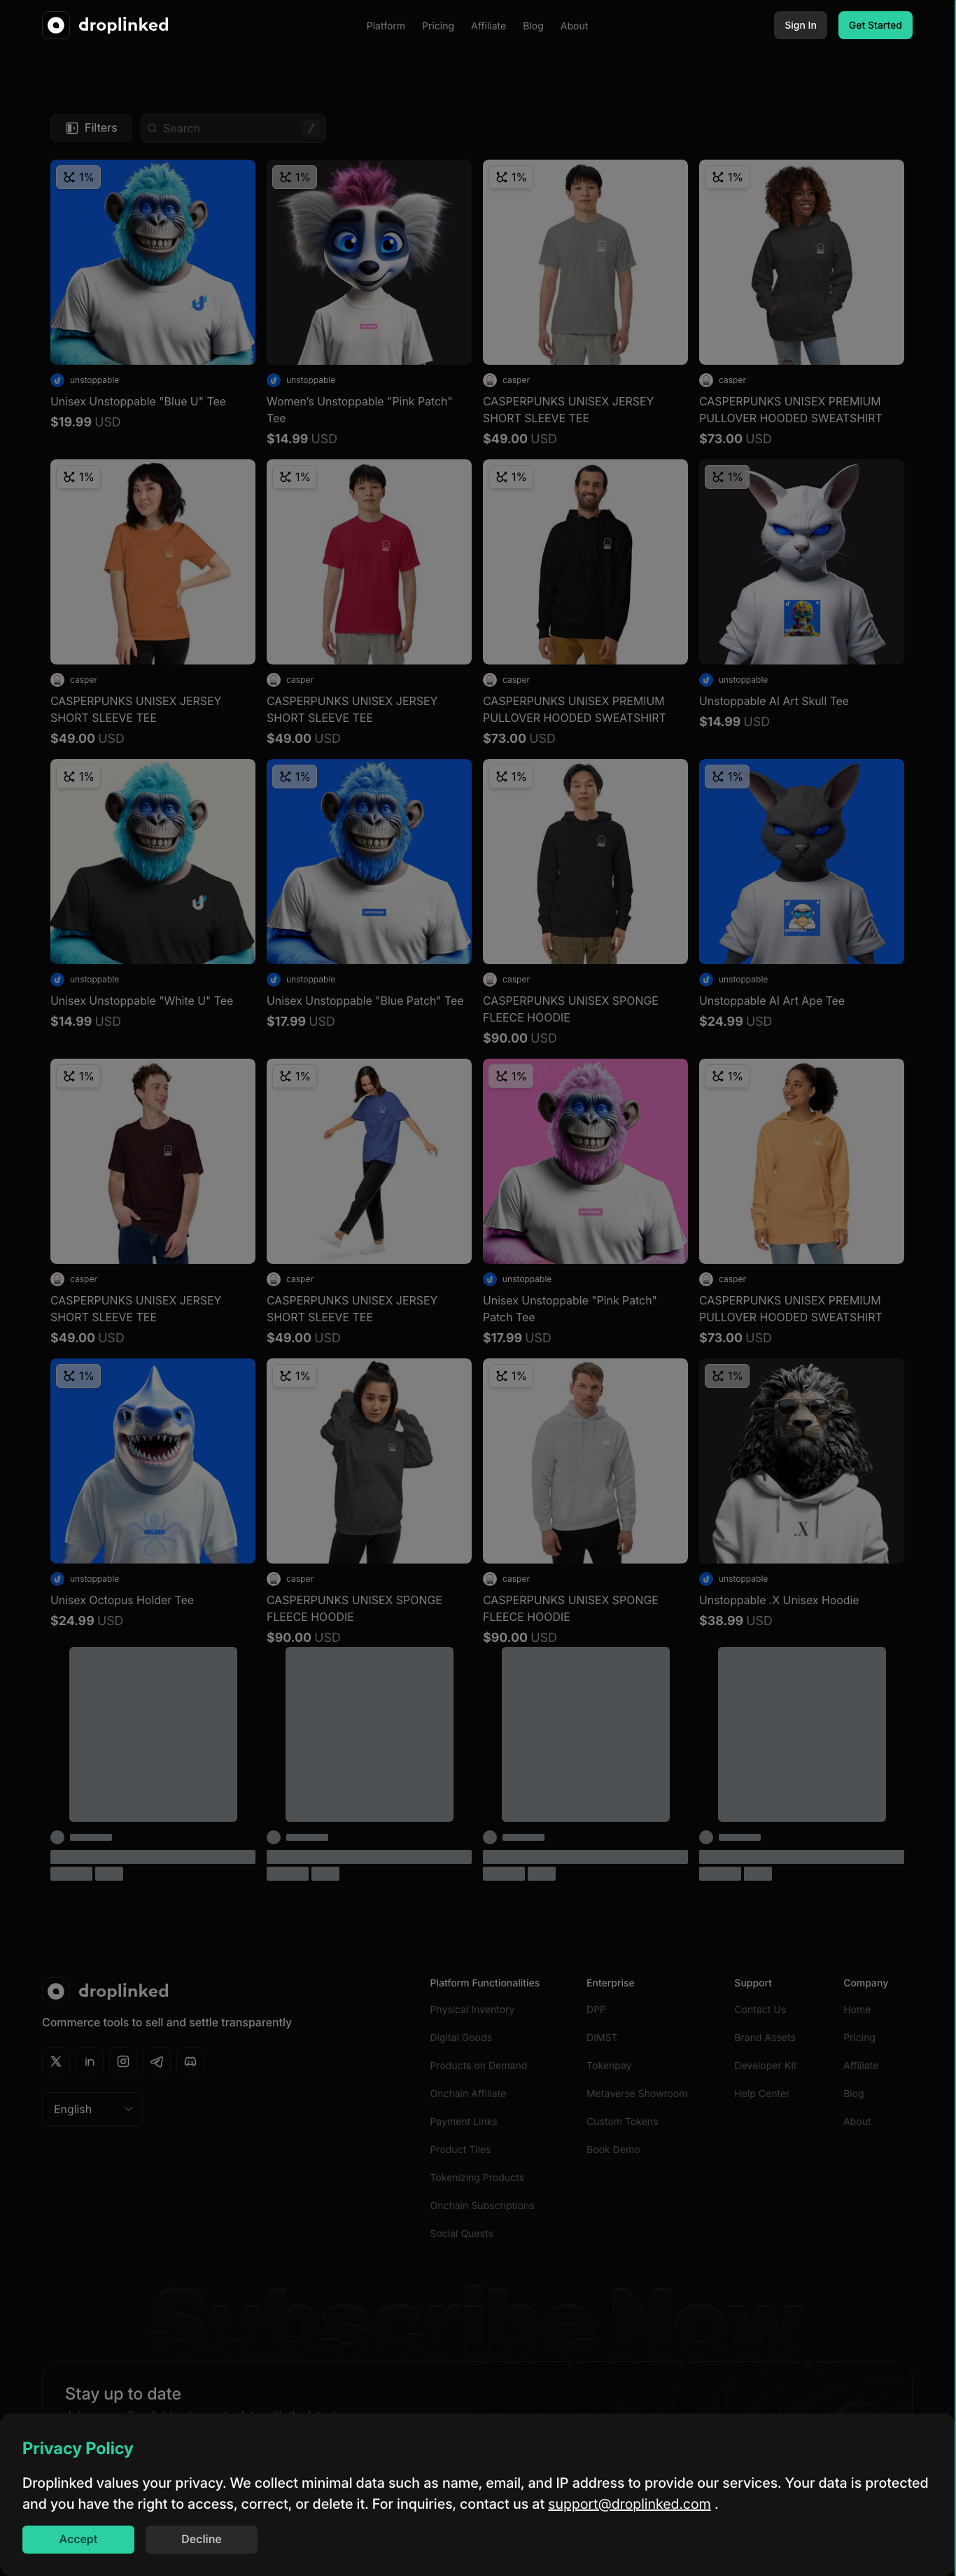 droplinked
Platform Pricing Affiliate Blog About
Sign In Get Started
Filters Search /
1% 1% 1% 1%
unstoppable unstoppable casper casper
Unisex Unstoppable "Blue U" Tee
$19.99 USD
Women's Unstoppable "Pink Patch"
Tee
$14.99 USD
CASPERPUNKS UNISEX JERSEY
SHORT SLEEVE TEE
$49.00 USD
CASPERPUNKS UNISEX PREMIUM
PULLOVER HOODED SWEATSHIRT
$73.00 USD
1% 1% 1% 1%
casper casper casper unstoppable
CASPERPUNKS UNISEX JERSEY
SHORT SLEEVE TEE
$49.00 USD
CASPERPUNKS UNISEX JERSEY
SHORT SLEEVE TEE
$49.00 USD
CASPERPUNKS UNISEX PREMIUM
PULLOVER HOODED SWEATSHIRT
$73.00 USD
Unstoppable AI Art Skull Tee
$14.99 USD
1% 1% 1% 1%
unstoppable unstoppable casper unstoppable
Unisex Unstoppable "White U" Tee
$14.99 USD
Unisex Unstoppable "Blue Patch" Tee
$17.99 USD
CASPERPUNKS UNISEX SPONGE
FLEECE HOODIE
$90.00 USD
Unstoppable AI Art Ape Tee
$24.99 USD
1% 1% 1% 1%
casper casper unstoppable casper
CASPERPUNKS UNISEX JERSEY
SHORT SLEEVE TEE
$49.00 USD
CASPERPUNKS UNISEX JERSEY
SHORT SLEEVE TEE
$49.00 USD
Unisex Unstoppable "Pink Patch"
Patch Tee
$17.99 USD
CASPERPUNKS UNISEX PREMIUM
PULLOVER HOODED SWEATSHIRT
$73.00 USD
1% 1% 1% 1%
HOLDER
.X
unstoppable casper casper unstoppable
Unisex Octopus Holder Tee
$24.99 USD
CASPERPUNKS UNISEX SPONGE
FLEECE HOODIE
$90.00 USD
CASPERPUNKS UNISEX SPONGE
FLEECE HOODIE
$90.00 USD
Unstoppable .X Unisex Hoodie
$38.99 USD
droplinked
Commerce tools to sell and settle transparently
English
Platform Functionalities
Physical Inventory
Digital Goods
Products on Demand
Onchain Affiliate
Payment Links
Product Tiles
Tokenizing Products
Onchain Subscriptions
Social Quests
Enterprise
DPP
DIMST
Tokenpay
Metaverse Showroom
Custom Tokens
Book Demo
Support
Contact Us
Brand Assets
Developer Kit
Help Center
Company
Home
Pricing
Affiliate
Blog
About
Subscribe Now
Stay up to date
Privacy Policy
Droplinked values your privacy. We collect minimal data such as name, email, and IP address to provide our services. Your data is protected
and you have the right to access, correct, or delete it. For inquiries, contact us at support@droplinked.com .
Accept Decline